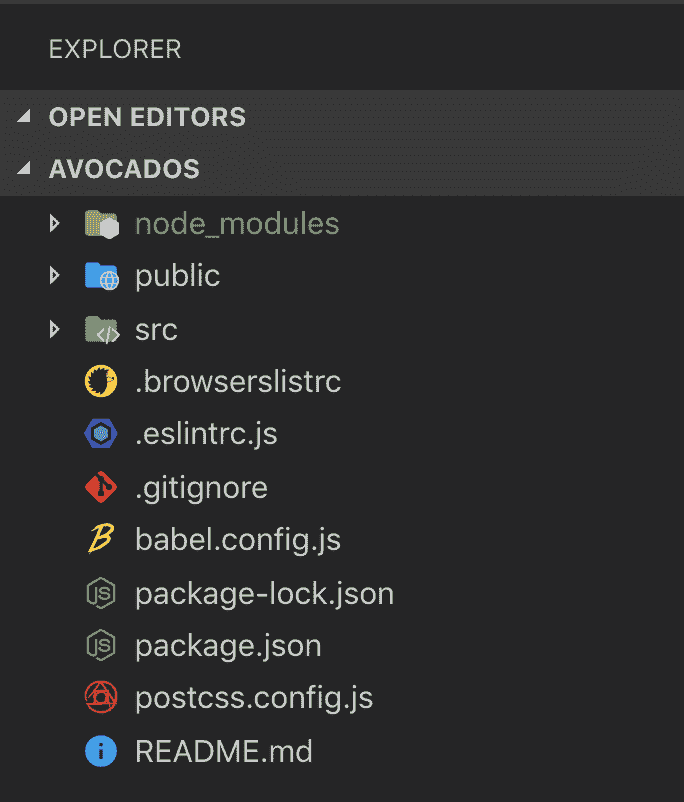 EXPLORER
OPEN EDITORS
AVOCADOS
node_modules
public
src
.browserslistrc
.eslintrc.js
.gitignore
babel.config.js
package-lock.json
package.json
postcss.config.js
README.md